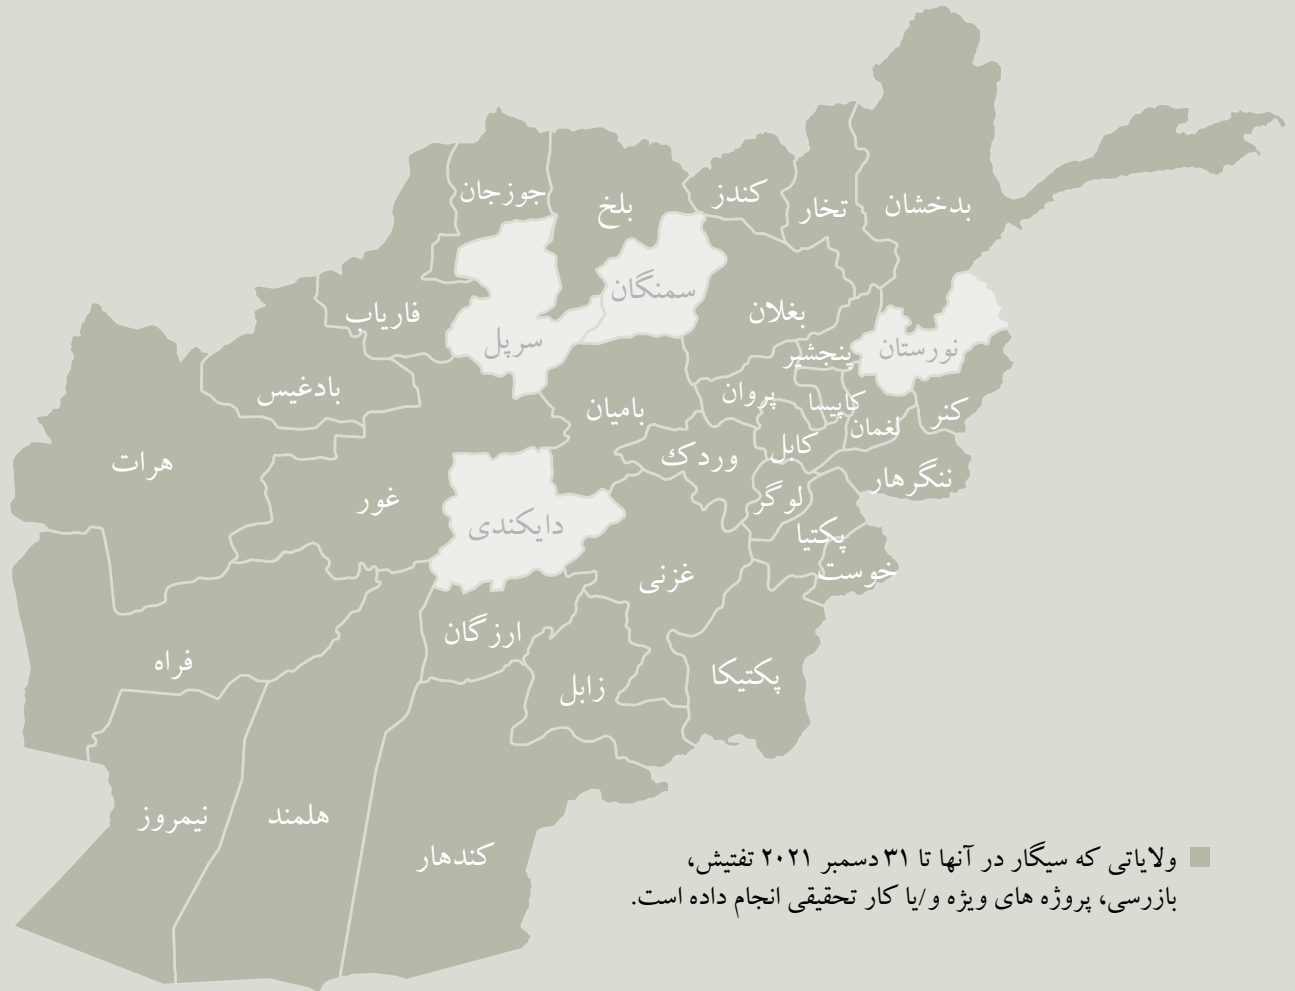 بدخشان
تخار
کندز
بلخ
جوزجان
سمنگان
بغلان
فاریاب
سرپل
پنجشیر
نورستان
بادغیس
بامیان
پروان
کاپیسا
کنر
لغمان
کابل
وردک
هرات
ننگرهار
لوگر
غور
دایکندی
پکتیا
خوست
غزنی
ارزگان
فراه
زابل
پکتیکا
نیمروز
هلمند
کندهار
ولایاتی که سیگار در آنها تا ۳۱ دسمبر ۲۰۲۱ تفتیش،
بازرسی، پروژه های ویژه و/یا کار تحقیقی انجام داده است.